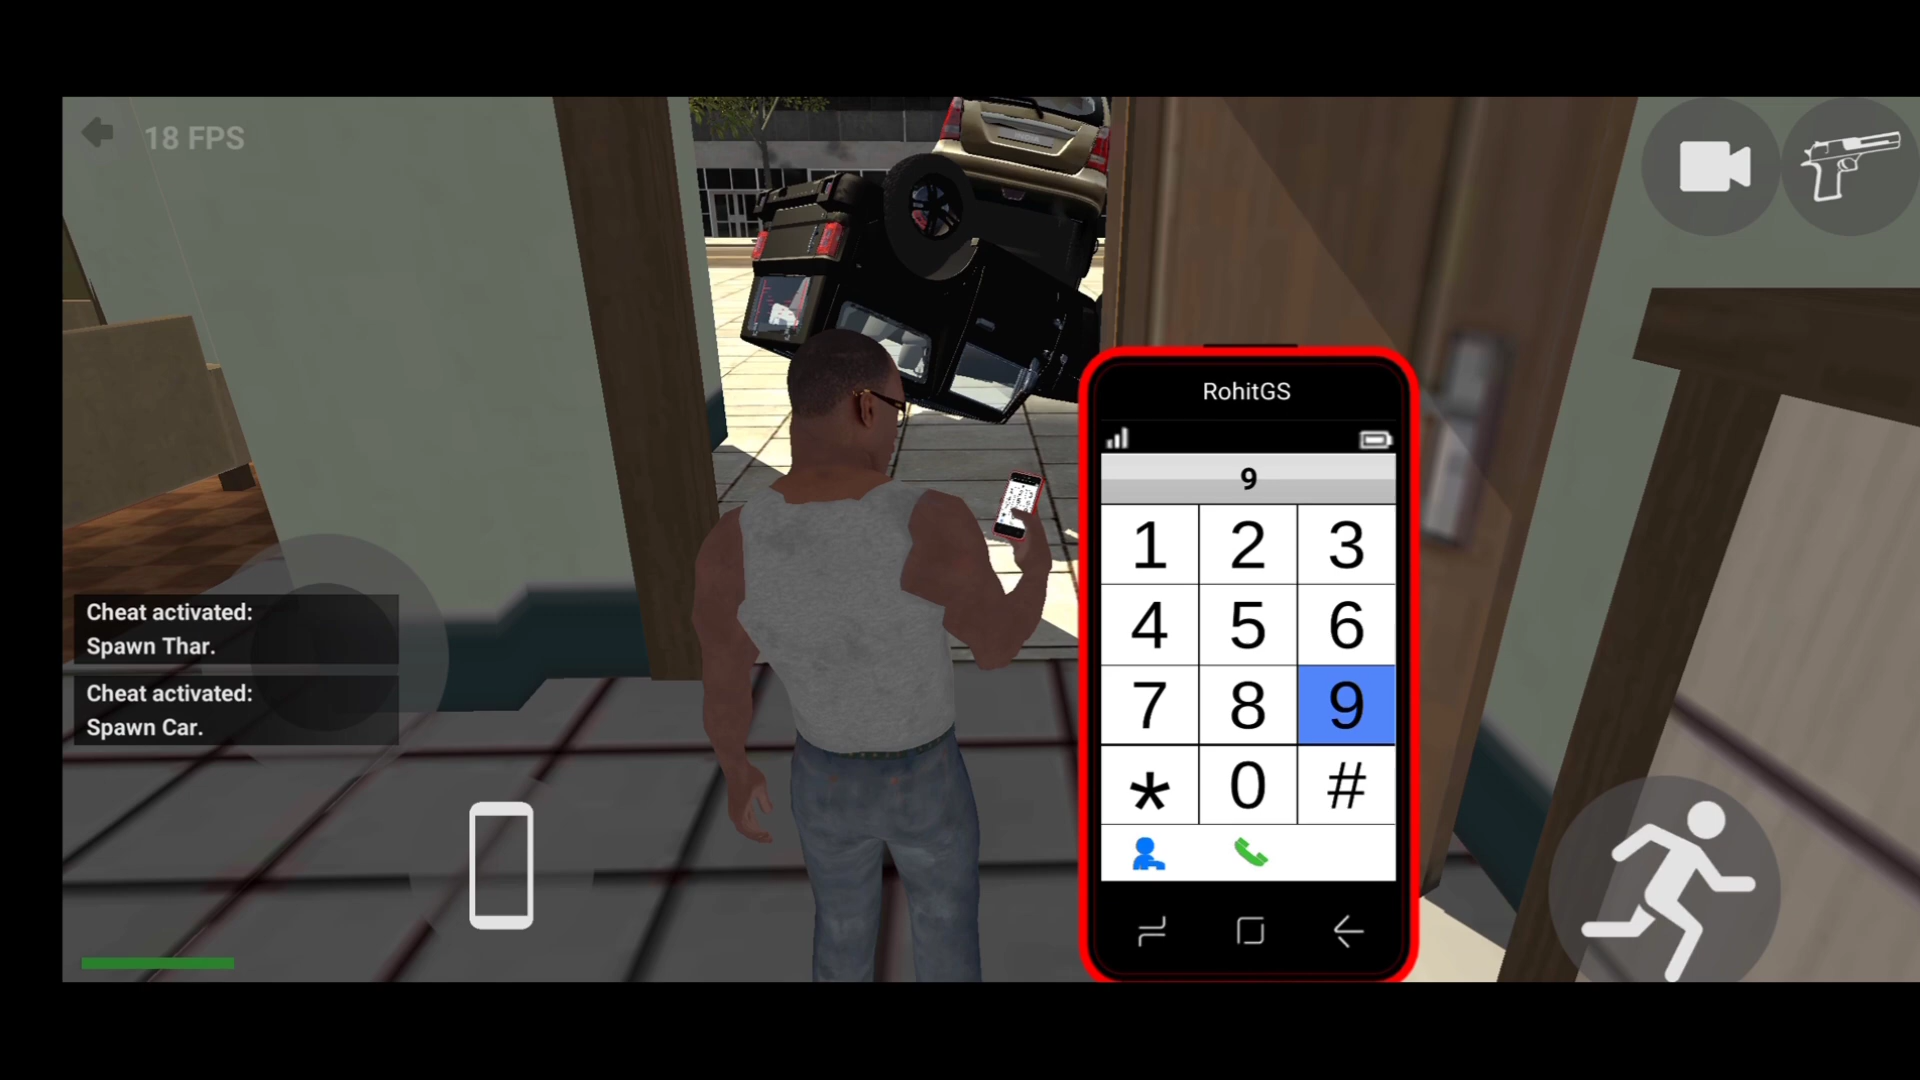 18 FPS
RohitGS
9
1 2 3
4 5 6
7 8 9
* 0 #
Cheat activated:
Spawn Thar.
Cheat activated:
Spawn Car.